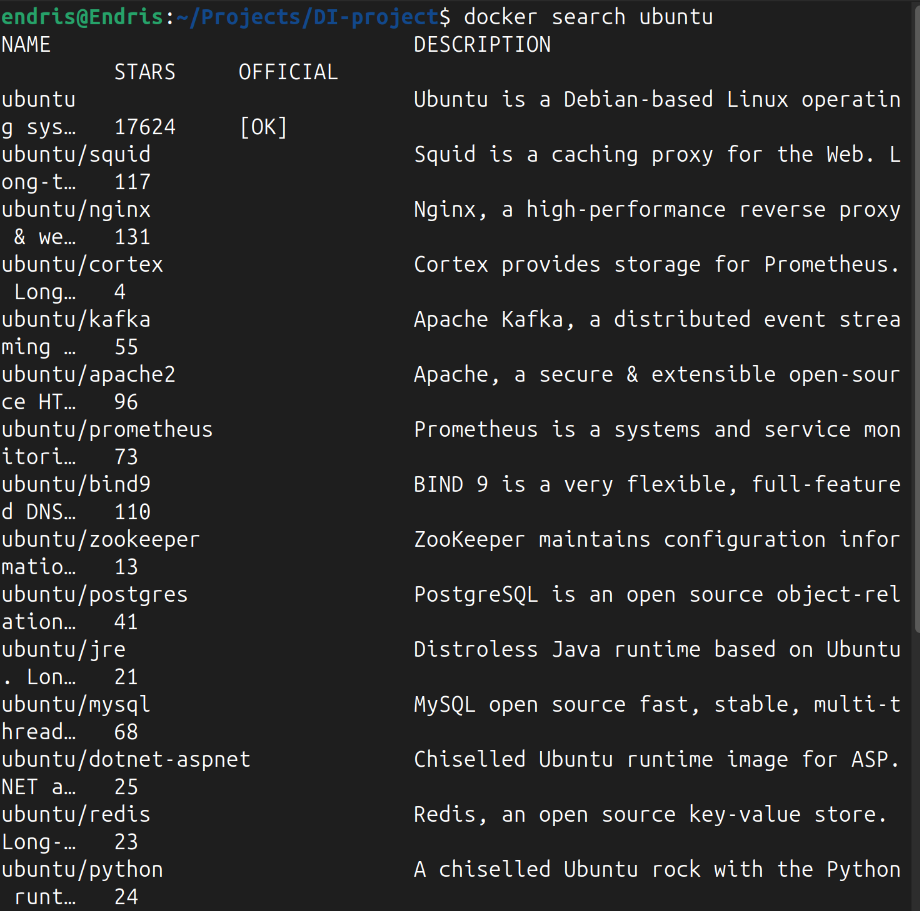 endris@Endris:~/Projects/DI-project$ docker search ubuntu
NAME                             DESCRIPTION
         STARS     OFFICIAL
ubuntu                           Ubuntu is a Debian-based Linux operatin
g sys…   17624     [OK]
ubuntu/squid                     Squid is a caching proxy for the Web. L
ong-t…   117
ubuntu/nginx                     Nginx, a high-performance reverse proxy
 & we…   131
ubuntu/cortex                    Cortex provides storage for Prometheus.
 Long…   4
ubuntu/kafka                     Apache Kafka, a distributed event strea
ming …   55
ubuntu/apache2                   Apache, a secure & extensible open-sour
ce HT…   96
ubuntu/prometheus                Prometheus is a systems and service mon
itori…   73
ubuntu/bind9                     BIND 9 is a very flexible, full-feature
d DNS…   110
ubuntu/zookeeper                 ZooKeeper maintains configuration infor
matio…   13
ubuntu/postgres                  PostgreSQL is an open source object-rel
ation…   41
ubuntu/jre                       Distroless Java runtime based on Ubuntu
. Lon…   21
ubuntu/mysql                     MySQL open source fast, stable, multi-t
hread…   68
ubuntu/dotnet-aspnet             Chiselled Ubuntu runtime image for ASP.
NET a…   25
ubuntu/redis                     Redis, an open source key-value store.
Long-…   23
ubuntu/python                    A chiselled Ubuntu rock with the Python
 runt…   24